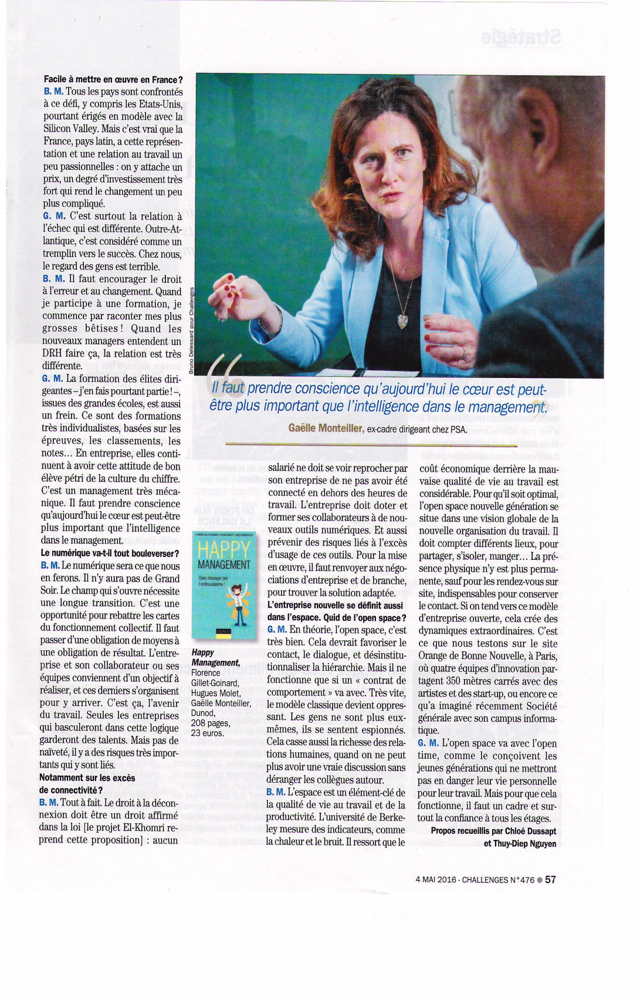 Stratégie
Facile à mettre en œuvre en France ?
B. M. Tous les pays sont confrontés
à ce défi, y compris les Etats-Unis,
pourtant érigés en modèle avec la
Silicon Valley. Mais c'est vrai que la
France, pays latin, a cette représen-
tation et une relation au travail un
peu passionnelles : on y attache un
prix, un degré d'investissement très
fort qui rend le changement un peu
plus compliqué.
G. M. C'est surtout la relation à
l'échec qui est différente. Outre-At-
lantique, c'est considéré comme un
tremplin vers le succès. Chez nous,
le regard des gens est terrible.
B. M. Il faut encourager le droit
à l'erreur et au changement. Quand
je participe à une formation, je
commence par raconter mes plus
grosses bêtises ! Quand les
nouveaux managers entendent un
DRH faire ça, la relation est très
différente.
G. M. La formation des élites diri-
geantes – j'en fais pourtant partie ! –,
issues des grandes écoles, est aussi
un frein. Ce sont des formations
très individualistes, basées sur les
épreuves, les classements, les
notes… En entreprise, elles conti-
nuent à avoir cette attitude de bon
élève pétri de la culture du chiffre.
C'est un management très méca-
nique. Il faut prendre conscience
qu'aujourd'hui le cœur est peut-être
plus important que l'intelligence
dans le management.
Le numérique va-t-il tout bouleverser ?
B. M. Le numérique sera ce que nous
en ferons. Il n'y aura pas de Grand
Soir. Le champ qui s'ouvre nécessite
une longue transition. C'est une
opportunité pour rebattre les cartes
du fonctionnement collectif. Il faut
passer d'une obligation de moyens à
une obligation de résultat. L'entre-
prise et son collaborateur ou ses
équipes conviennent d'un objectif à
réaliser, et ces derniers s'organisent
pour y arriver. C'est ça, l'avenir
du travail. Seules les entreprises
qui basculeront dans cette logique
garderont des talents. Mais pas de
naïveté, il y a des risques très impor-
tants qui y sont liés.
Notamment sur les excès
de connectivité ?
B. M. Tout à fait. Le droit à la décon-
nexion doit être un droit affirmé
dans la loi [le projet El-Khomri re-
prend cette proposition] : aucun
Bruno Delessard pour Challenges
“
Il faut prendre conscience qu'aujourd'hui le cœur est peut-
être plus important que l'intelligence dans le management.
”
Gaëlle Monteiller, ex-cadre dirigeant chez PSA.
FLORENCE GILLET-GOINARD • HUGUES MOLET • GAËLLE MONTEILLER
HAPPY
MANAGEMENT
Osez manager par
l'enthousiasme !
DUNOD
Happy
Management,
Florence
Gillet-Goinard,
Hugues Molet,
Gaëlle Monteiller,
Dunod,
208 pages,
23 euros.
salarié ne doit se voir reprocher par
son entreprise de ne pas avoir été
connecté en dehors des heures de
travail. L'entreprise doit doter et
former ses collaborateurs à de nou-
veaux outils numériques. Et aussi
prévenir des risques liés à l'excès
d'usage de ces outils. Pour la mise
en œuvre, il faut renvoyer aux négo-
ciations d'entreprise et de branche,
pour trouver la solution adaptée.
L'entreprise nouvelle se définit aussi
dans l'espace. Quid de l'open space ?
G. M. En théorie, l'open space, c'est
très bien. Cela devrait favoriser le
contact, le dialogue, et désinstitu-
tionnaliser la hiérarchie. Mais il ne
fonctionne que si un « contrat de
comportement » va avec. Très vite,
le modèle classique devient oppres-
sant. Les gens ne sont plus eux-
mêmes, ils se sentent espionnés.
Cela casse aussi la richesse des rela-
tions humaines, quand on ne peut
plus avoir une vraie discussion sans
déranger les collègues autour.
B. M. L'espace est un élément-clé de
la qualité de vie au travail et de la
productivité. L'université de Berke-
ley mesure des indicateurs, comme
la chaleur et le bruit. Il ressort que le
coût économique derrière la mau-
vaise qualité de vie au travail est
considérable. Pour qu'il soit optimal,
l'open space nouvelle génération se
situe dans une vision globale de la
nouvelle organisation du travail. Il
doit compter différents lieux, pour
partager, s'isoler, manger… La pré-
sence physique n'y est plus perma-
nente, sauf pour les rendez-vous sur
site, indispensables pour conserver
le contact. Si on tend vers ce modèle
d'entreprise ouverte, cela crée des
dynamiques extraordinaires. C'est
ce que nous testons sur le site
Orange de Bonne Nouvelle, à Paris,
où quatre équipes d'innovation par-
tagent 350 mètres carrés avec des
artistes et des start-up, ou encore ce
qu'a imaginé récemment Société
générale avec son campus informa-
tique.
G. M. L'open space va avec l'open
time, comme le conçoivent les
jeunes générations qui ne mettront
pas en danger leur vie personnelle
pour leur travail. Mais pour que cela
fonctionne, il faut un cadre et sur-
tout la confiance à tous les étages.
Propos recueillis par Chloé Dussapt
et Thuy-Diep Nguyen
4 MAI 2016 - CHALLENGES N°476 ● 57